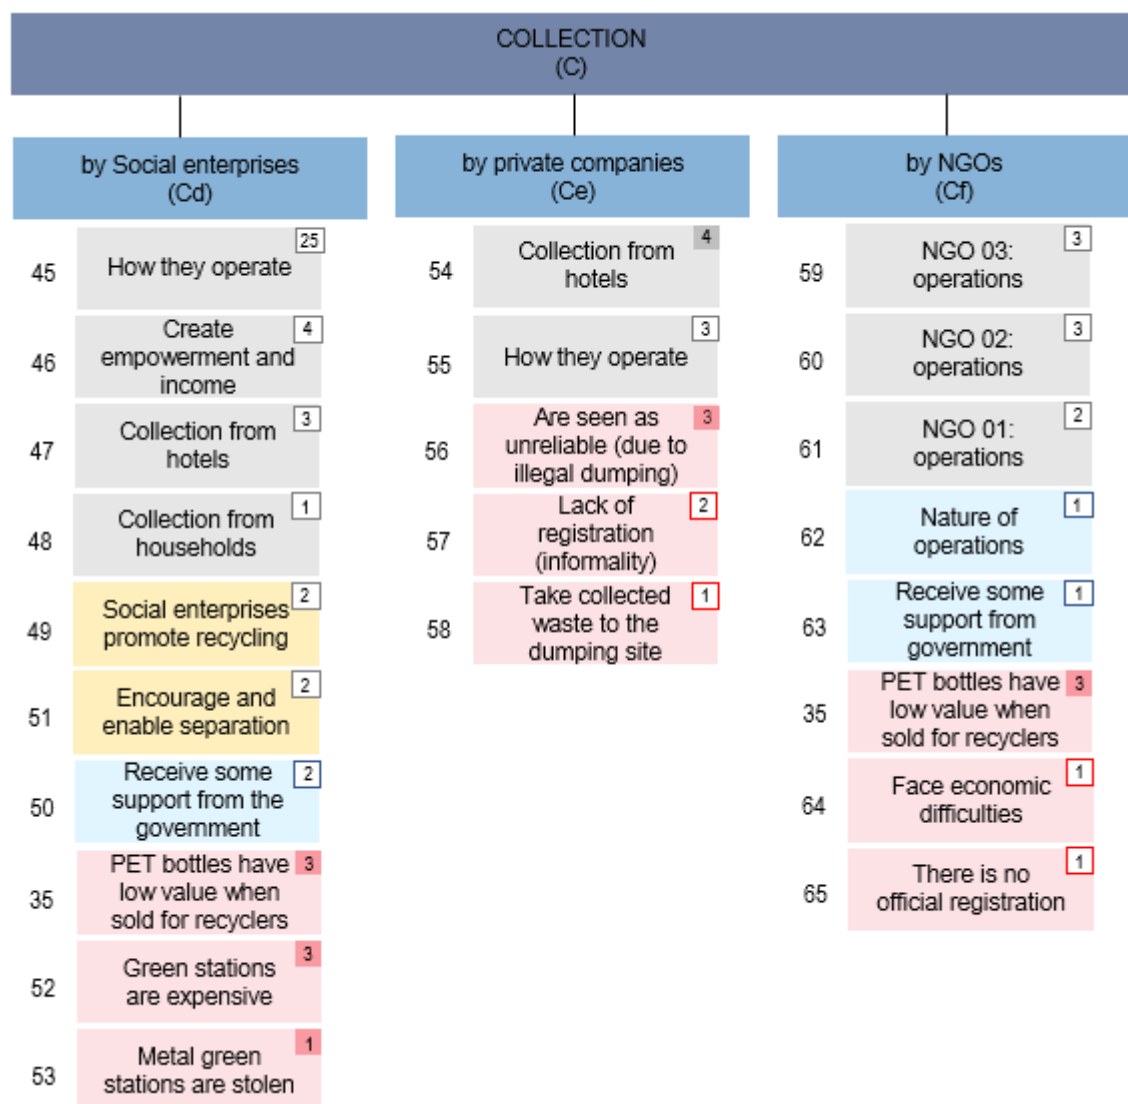 COLLECTION
(C)
by Social enterprises
(Cd)
45
How they operate
25
46
Create
empowerment and
income
4
47
Collection from
hotels
3
48
Collection from
households
1
49
Social enterprises
promote recycling
2
51
Encourage and
enable separation
2
50
Receive some
support from the
government
2
35
PET bottles have
low value when
sold for recyclers
3
52
Green stations
are expensive
3
53
Metal green
stations are stolen
1
by private companies
(Ce)
54
Collection from
hotels
4
55
How they operate
3
56
Are seen as
unreliable (due to
illegal dumping)
3
57
Lack of
registration
(informality)
2
58
Take collected
waste to the
dumping site
1
by NGOs
(Cf)
59
NGO 03:
operations
3
60
NGO 02:
operations
3
61
NGO 01:
operations
2
62
Nature of
operations
1
63
Receive some
support from
government
1
35
PET bottles have
low value when
sold for recyclers
3
64
Face economic
difficulties
1
65
There is no
official registration
1